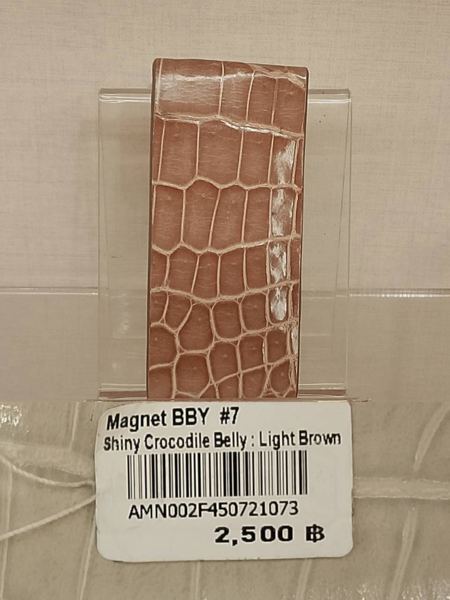 Magnet BBY #7
Shiny Crocodile Belly : Light Brown
AMN002F450721073
2,500 ฿